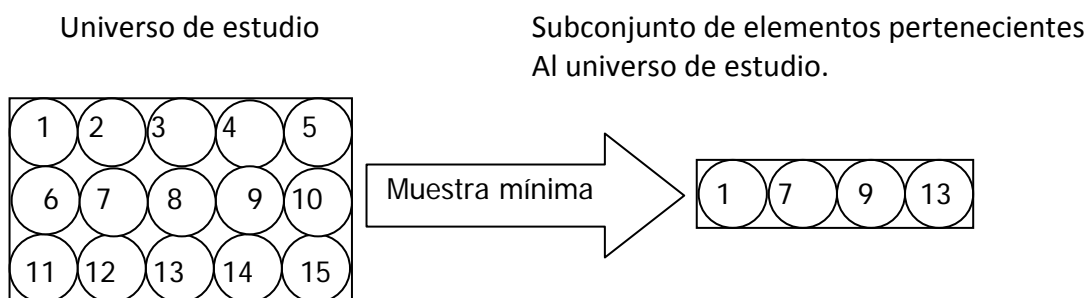 Universo de estudio
Subconjunto de elementos pertenecientes
Al universo de estudio.
1 2 3 4 5
6 7 8 9 10
11 12 13 14 15
Muestra mínima
1 7 9 13